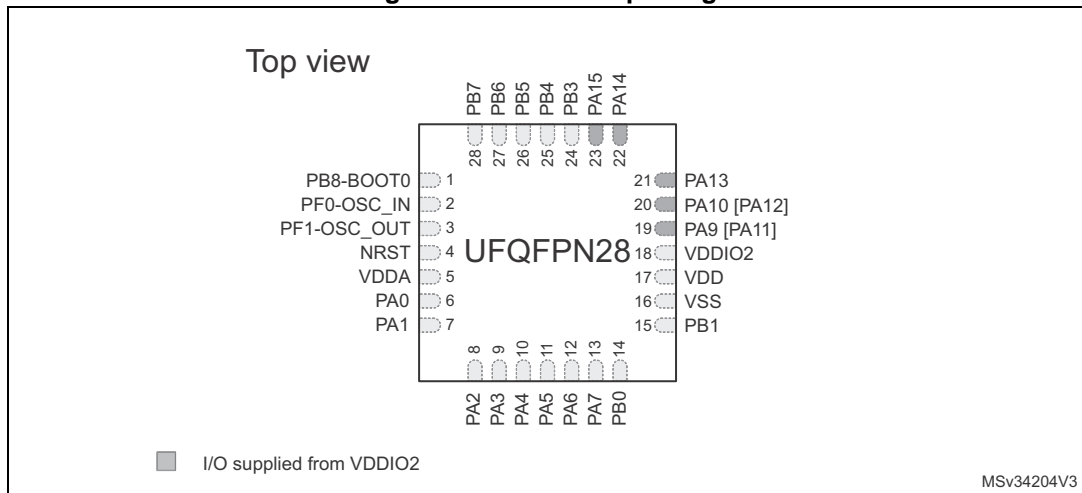 Top view
PB7
PB6
PB5
PB4
PB3
PA15
PA14
28
27
26
25
24
23
22
PB8-BOOT0 1
PF0-OSC_IN 2
PF1-OSC_OUT 3
NRST 4
VDDA 5
PA0 6
PA1 7
UFQFPN28
21 PA13
20 PA10 [PA12]
19 PA9 [PA11]
18 VDDIO2
17 VDD
16 VSS
15 PB1
8
9
10
11
12
13
14
PA2
PA3
PA4
PA5
PA6
PA7
PB0
I/O supplied from VDDIO2
MSv34204V3